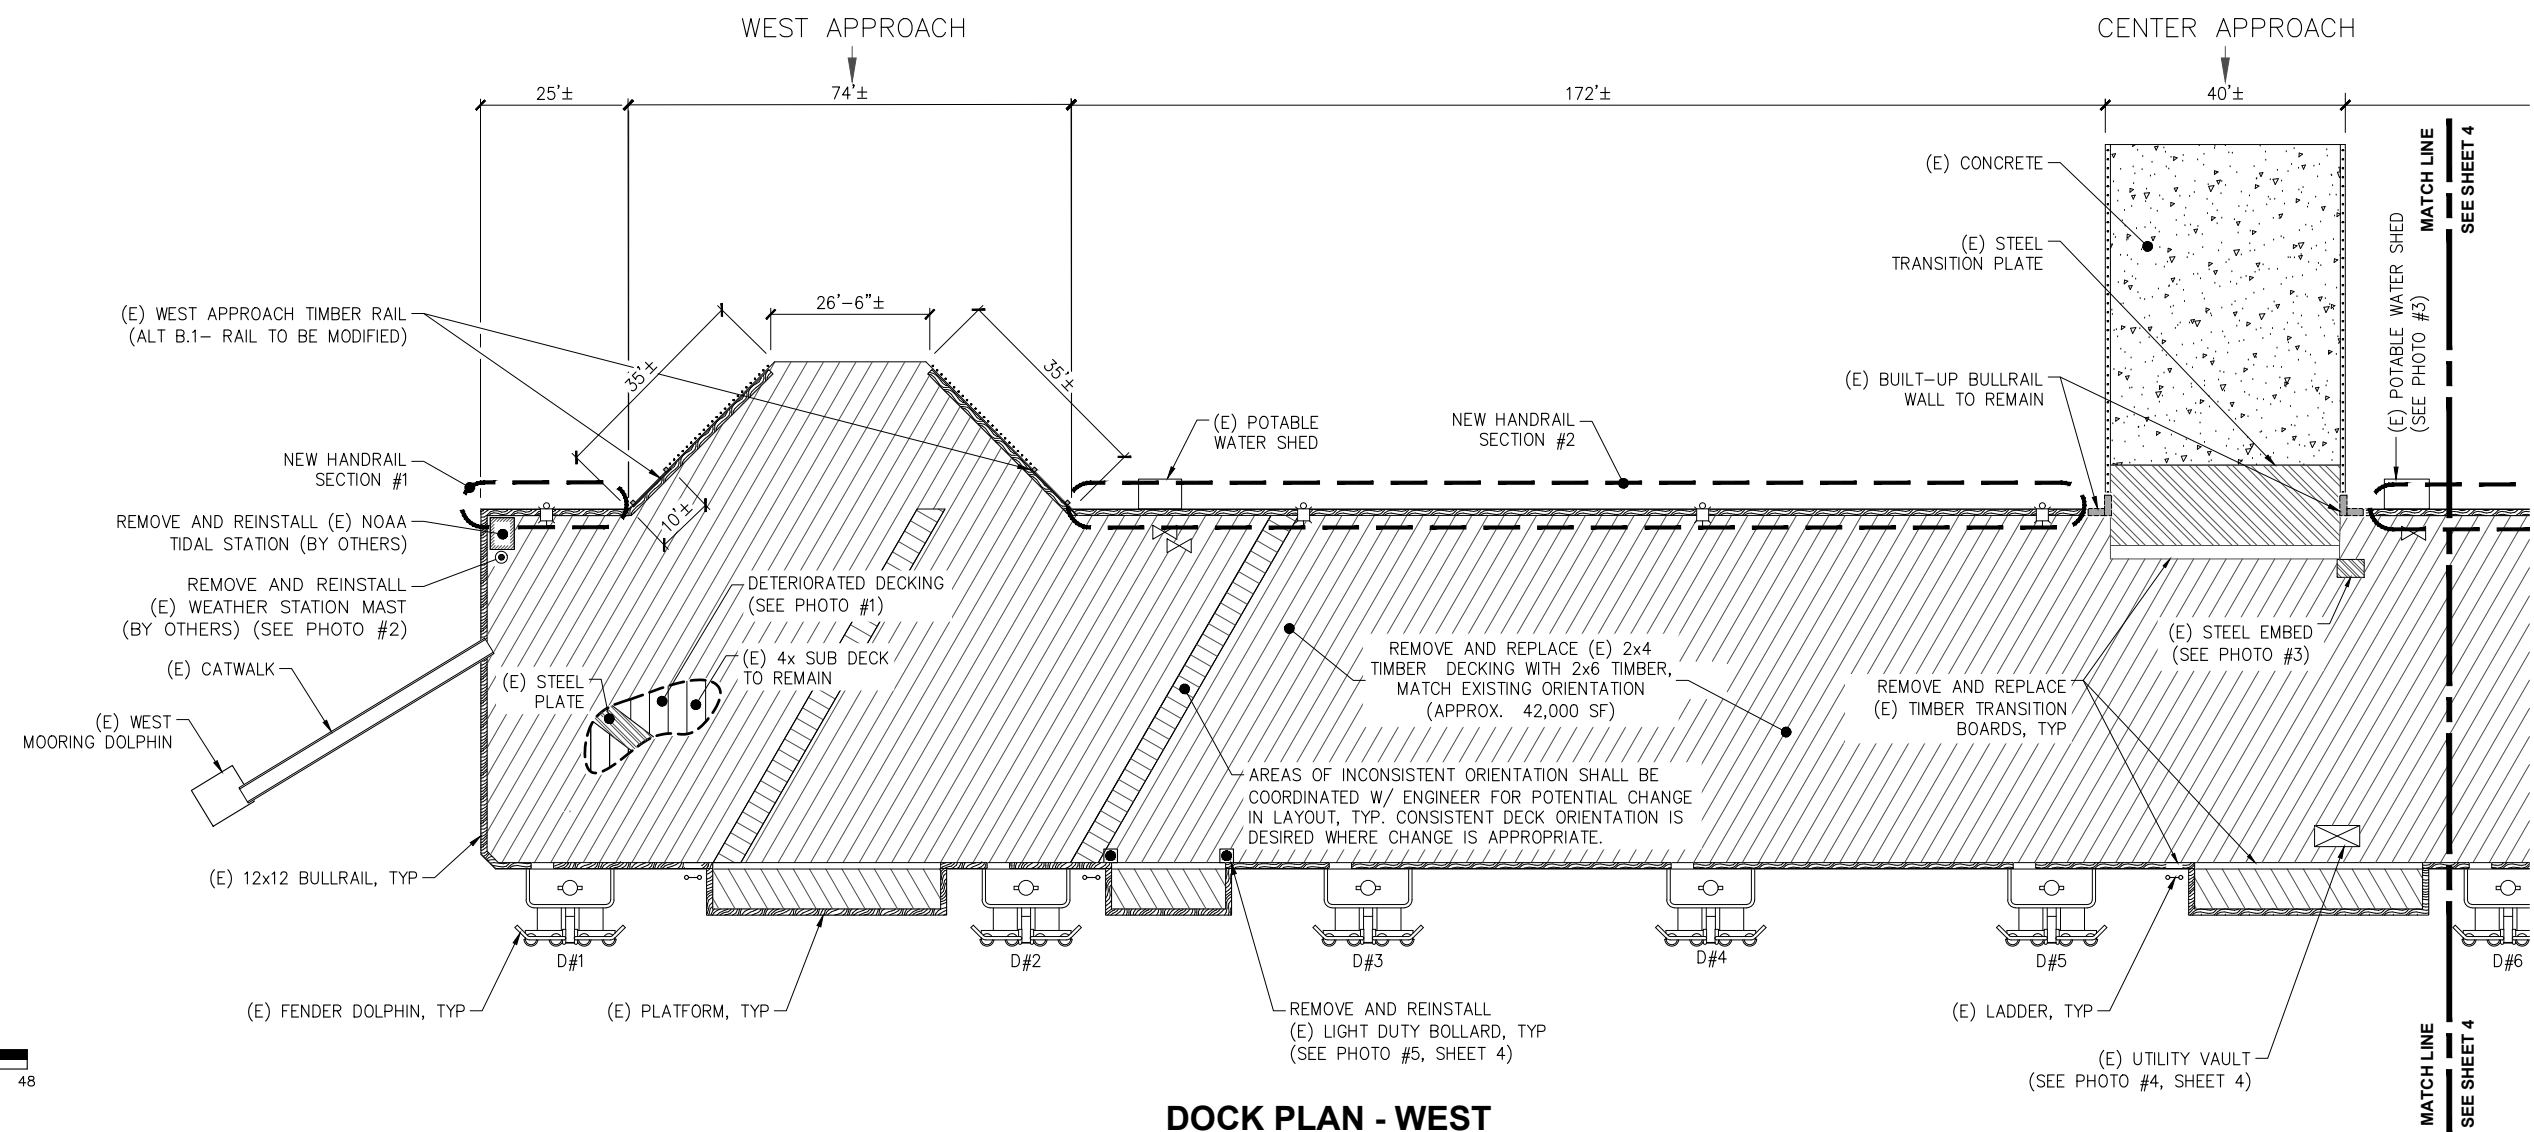 WEST APPROACH
CENTER APPROACH
25'±
74'±
172'±
40'±
MATCH LINE
SEE SHEET 4
(E) CONCRETE
(E) STEEL
TRANSITION PLATE
(E) POTABLE WATER SHED
(SEE PHOTO #3)
26'-6"±
(E) WEST APPROACH TIMBER RAIL
(ALT B.1- RAIL TO BE MODIFIED)
35'±
35'±
(E) BUILT-UP BULLRAIL
WALL TO REMAIN
(E) POTABLE
WATER SHED
NEW HANDRAIL
SECTION #2
NEW HANDRAIL
SECTION #1
10'±
REMOVE AND REINSTALL (E) NOAA
TIDAL STATION (BY OTHERS)
REMOVE AND REINSTALL
(E) WEATHER STATION MAST
(BY OTHERS) (SEE PHOTO #2)
DETERIORATED DECKING
(SEE PHOTO #1)
(E) 4x SUB DECK
TO REMAIN
(E) STEEL
PLATE
(E) CATWALK
(E) WEST
MOORING DOLPHIN
REMOVE AND REPLACE (E) 2x4
TIMBER DECKING WITH 2x6 TIMBER,
MATCH EXISTING ORIENTATION
(APPROX. 42,000 SF)
(E) STEEL EMBED
(SEE PHOTO #3)
REMOVE AND REPLACE
(E) TIMBER TRANSITION
BOARDS, TYP
AREAS OF INCONSISTENT ORIENTATION SHALL BE
COORDINATED W/ ENGINEER FOR POTENTIAL CHANGE
IN LAYOUT, TYP. CONSISTENT DECK ORIENTATION IS
DESIRED WHERE CHANGE IS APPROPRIATE.
(E) 12x12 BULLRAIL, TYP
D#1
D#2
D#3
D#4
D#5
D#6
(E) FENDER DOLPHIN, TYP
(E) PLATFORM, TYP
REMOVE AND REINSTALL
(E) LIGHT DUTY BOLLARD, TYP
(SEE PHOTO #5, SHEET 4)
(E) LADDER, TYP
(E) UTILITY VAULT
(SEE PHOTO #4, SHEET 4)
MATCH LINE
SEE SHEET 4
48
DOCK PLAN - WEST